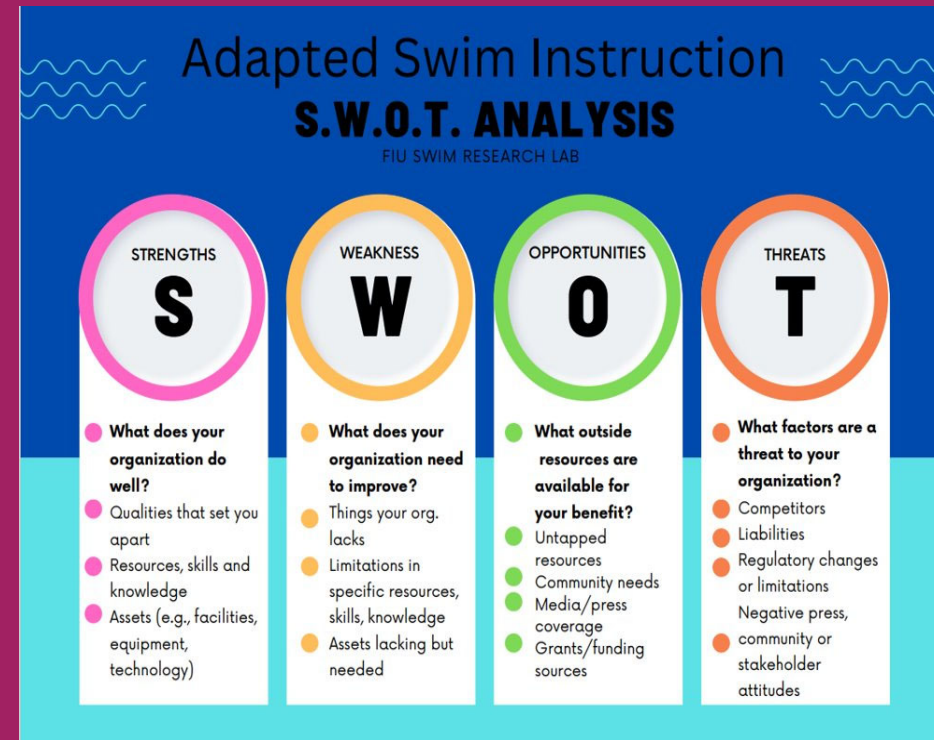 Adapted Swim Instruction
S.W.O.T. ANALYSIS
FIU SWIM RESEARCH LAB
STRENGTHS
S
What does your
organization do
well?
Qualities that set you
apart
Resources, skills and
knowledge
Assets (e.g., facilities,
equipment,
technology)
WEAKNESS
W
What does your
organization need
to improve?
Things your org.
lacks
Limitations in
specific resources,
skills, knowledge
Assets lacking but
needed
OPPORTUNITIES
O
What outside
resources are
available for
your benefit?
Untapped
resources
Community needs
Media/press
coverage
Grants/funding
sources
THREATS
T
What factors are a
threat to your
organization?
Competitors
Liabilities
Regulatory changes
or limitations
Negative press,
community or
stakeholder
attitudes